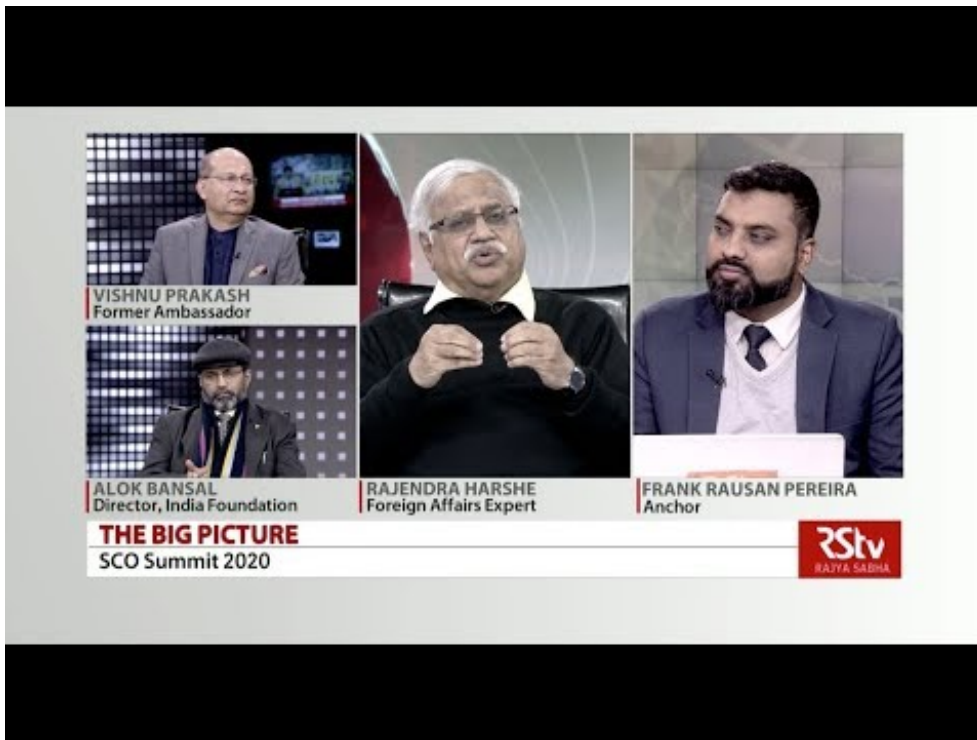 VISHNU PRAKASH
Former Ambassador
ALOK BANSAL
Director, India Foundation
RAJENDRA HARSHE
Foreign Affairs Expert
FRANK RAUSAN PEREIRA
Anchor
THE BIG PICTURE
SCO Summit 2020
RStv
RAJYA SABHA